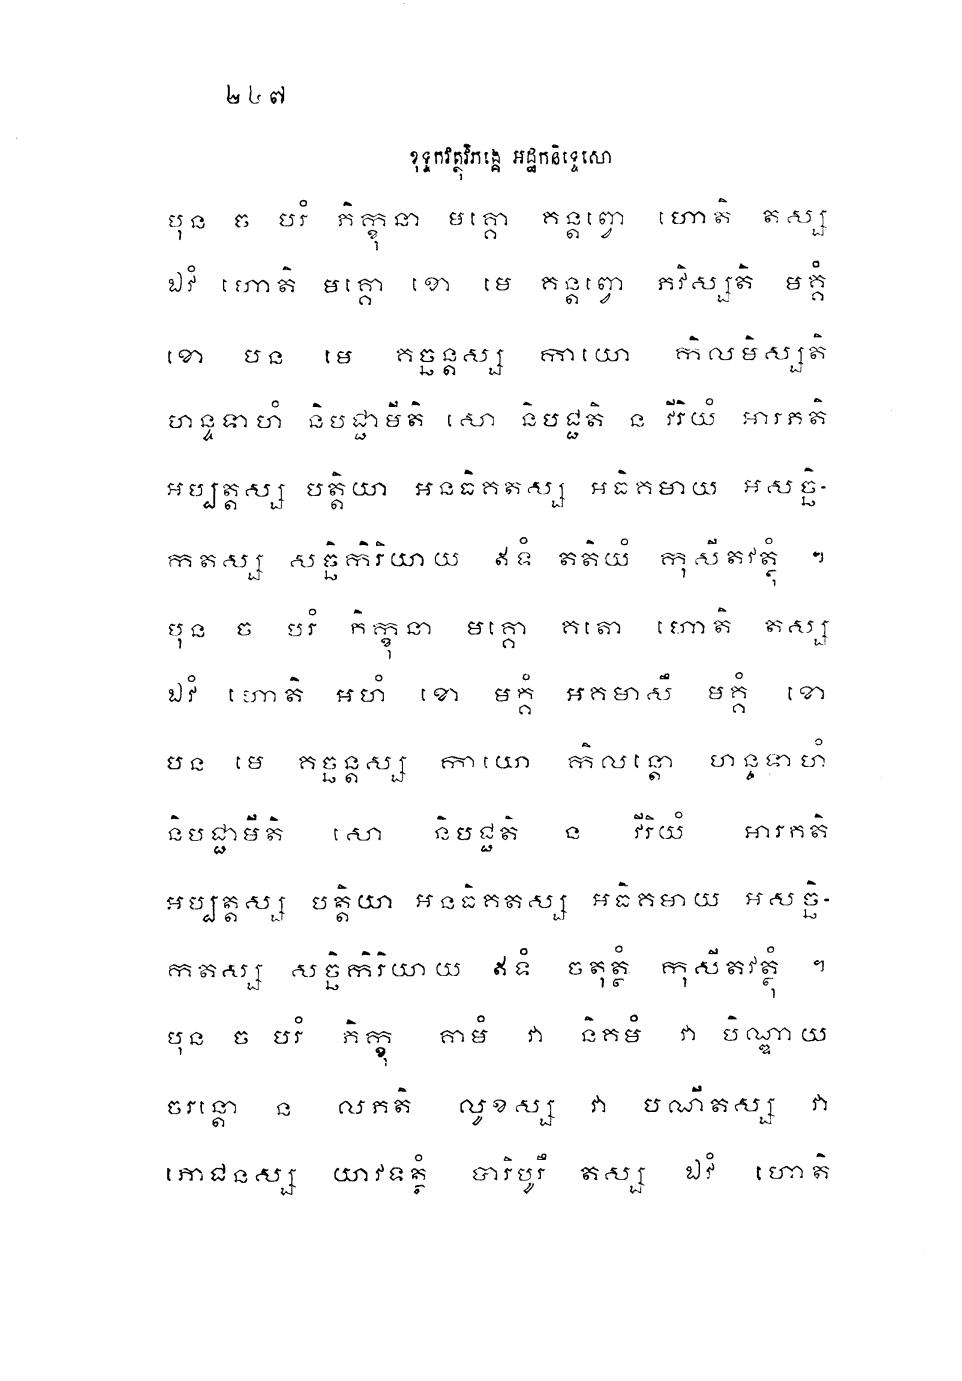 ២៤៧
ខុទ្ទកវត្ថុវិភង្គេ អដ្ឋកនិទ្ទេសោ
បុន ច បរំ ភិក្ខុនា មគ្គោ គន្តព្វោ ហោតិ តស្ស
ឯវំ ហោតិ មគ្គោ ខោ មេ គន្តព្វោ ភវិស្សតិ មគ្គំ
ខោ បន មេ គច្ឆន្តស្ស កាយោ កិលមិស្សតិ
ហន្ទទាហំ និបជ្ជាមីតិ សោ និបជ្ជតិ ន វីរិយំ អារភតិ
អប្បត្តស្ស បត្តិយា អនធិគតស្ស អធិគមាយ អសច្ឆិ-
កតស្ស សច្ឆិកិរិយាយ ឥទំ តតិយំ កុសីតវត្ថុំ ។
បុន ច បរំ ភិក្ខុនា មគ្គោ គតោ ហោតិ តស្ស
ឯវំ ហោតិ អហំ ខោ មគ្គំ អគមាសឹ មគ្គំ ខោ
បន មេ គច្ឆន្តស្ស កាយោ កិលន្តោ ហន្ទទាហំ
និបជ្ជាមីតិ សោ និបជ្ជតិ ន វីរិយំ អារភតិ
អប្បត្តស្ស បត្តិយា អនធិគតស្ស អធិគមាយ អសច្ឆិ-
កតស្ស សច្ឆិកិរិយាយ ឥទំ ចតុត្ថំ កុសីតវត្ថុំ ។
បុន ច បរំ ភិក្ខុ គាមំ វា និគមំ វា បិណ្ឌាយ
ចរន្តោ ន លភតិ លូខស្ស វា បណីតស្ស វា
ភោជនស្ស យាវទត្ថំ បារិបូរឹ តស្ស ឯវំ ហោតិ